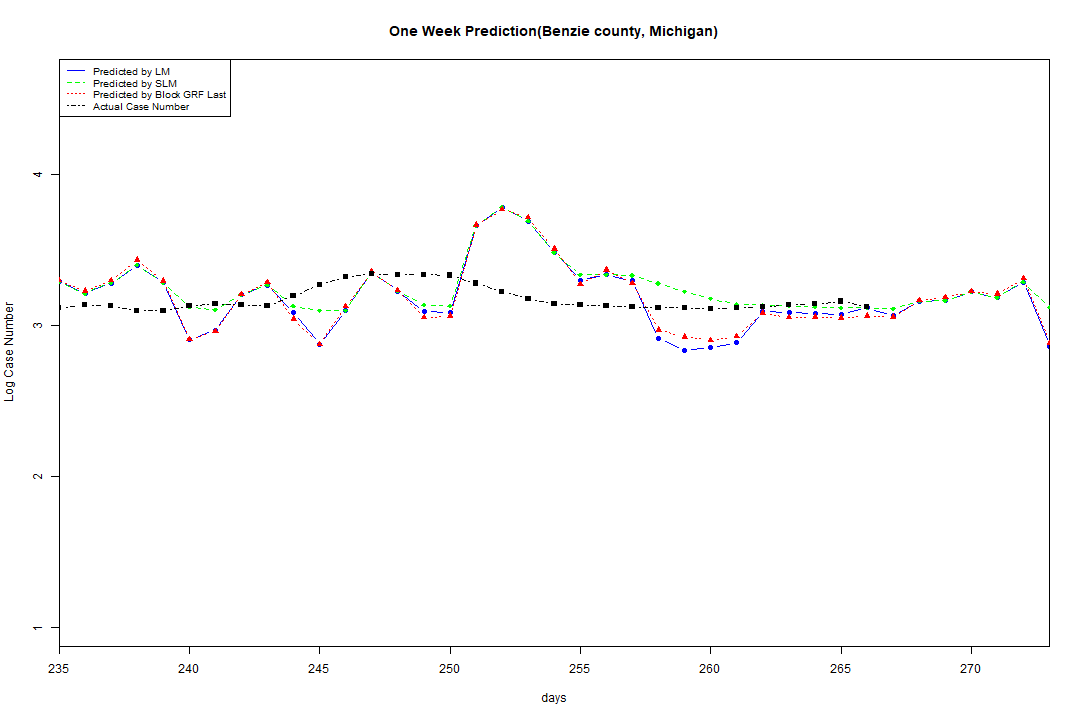 One Week Prediction(Benzie county, Michigan)
Predicted by LM
Predicted by SLM
Predicted by Block GRF Last
Actual Case Number
4
3
2
1
Log Case Number
235 240 245 250 255 260 265 270
days